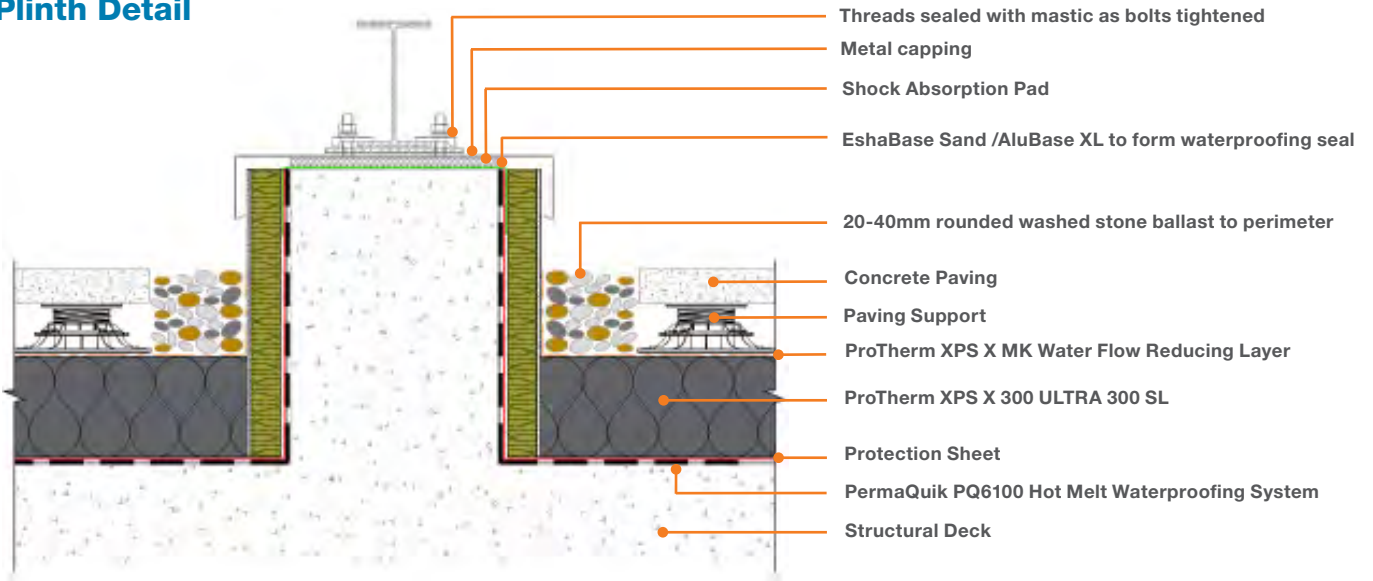 Plinth Detail
Threads sealed with mastic as bolts tightened
Metal capping
Shock Absorption Pad
EshaBase Sand /AluBase XL to form waterproofing seal
20-40mm rounded washed stone ballast to perimeter
Concrete Paving
Paving Support
ProTherm XPS X MK Water Flow Reducing Layer
ProTherm XPS X 300 ULTRA 300 SL
Protection Sheet
PermaQuik PQ6100 Hot Melt Waterproofing System
Structural Deck